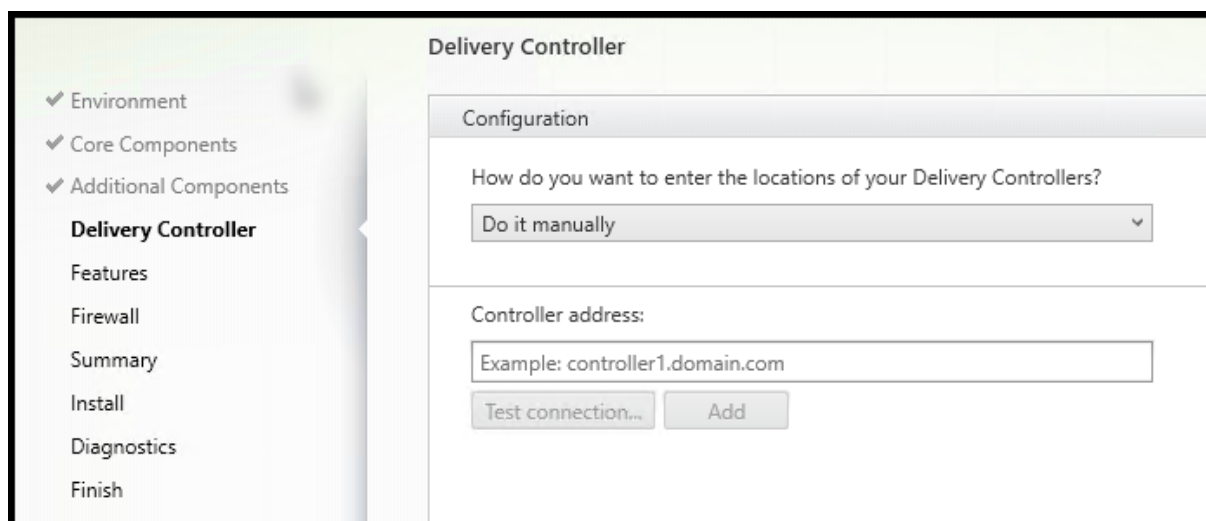 Delivery Controller
Environment
Core Components
Additional Components
Delivery Controller
Features
Firewall
Summary
Install
Diagnostics
Finish
Configuration
How do you want to enter the locations of your Delivery Controllers?
Do it manually
Controller address:
Example: controller1.domain.com
Test connection... Add